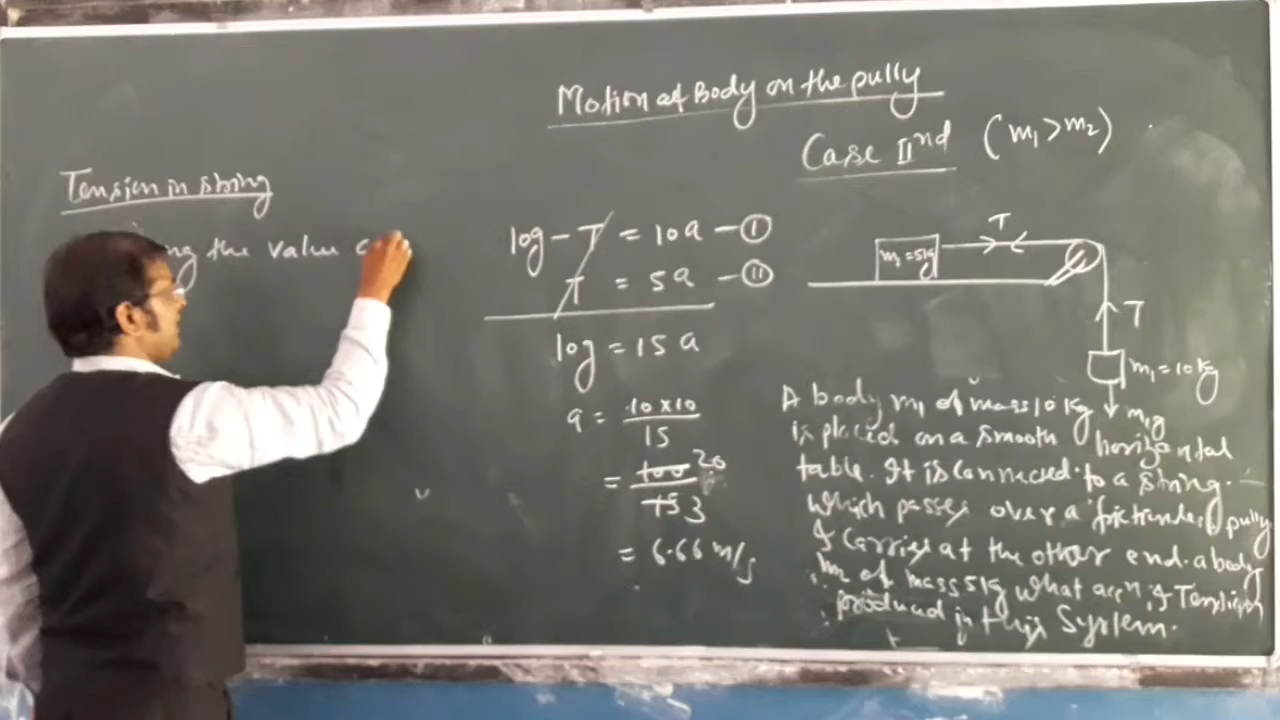 Motion of Body on the pully
Case IInd (m₁>m₂)
Tension in string
the value
10g - T = 10a - I
T = 5a - II
10g = 15a
a = 10×10
15
= 100 20
15 3
= 6.66 m/s
T
m₂ = 5kg
T
m₁ = 10kg
m₁g
A body m₁ of mass 10 kg
is placed on a smooth horizontal
table. It is connected to a string.
which passes over a frictionless pully
& carries at the other end a body
m₂ of mass 5kg what accn & Tension
produced in this System.